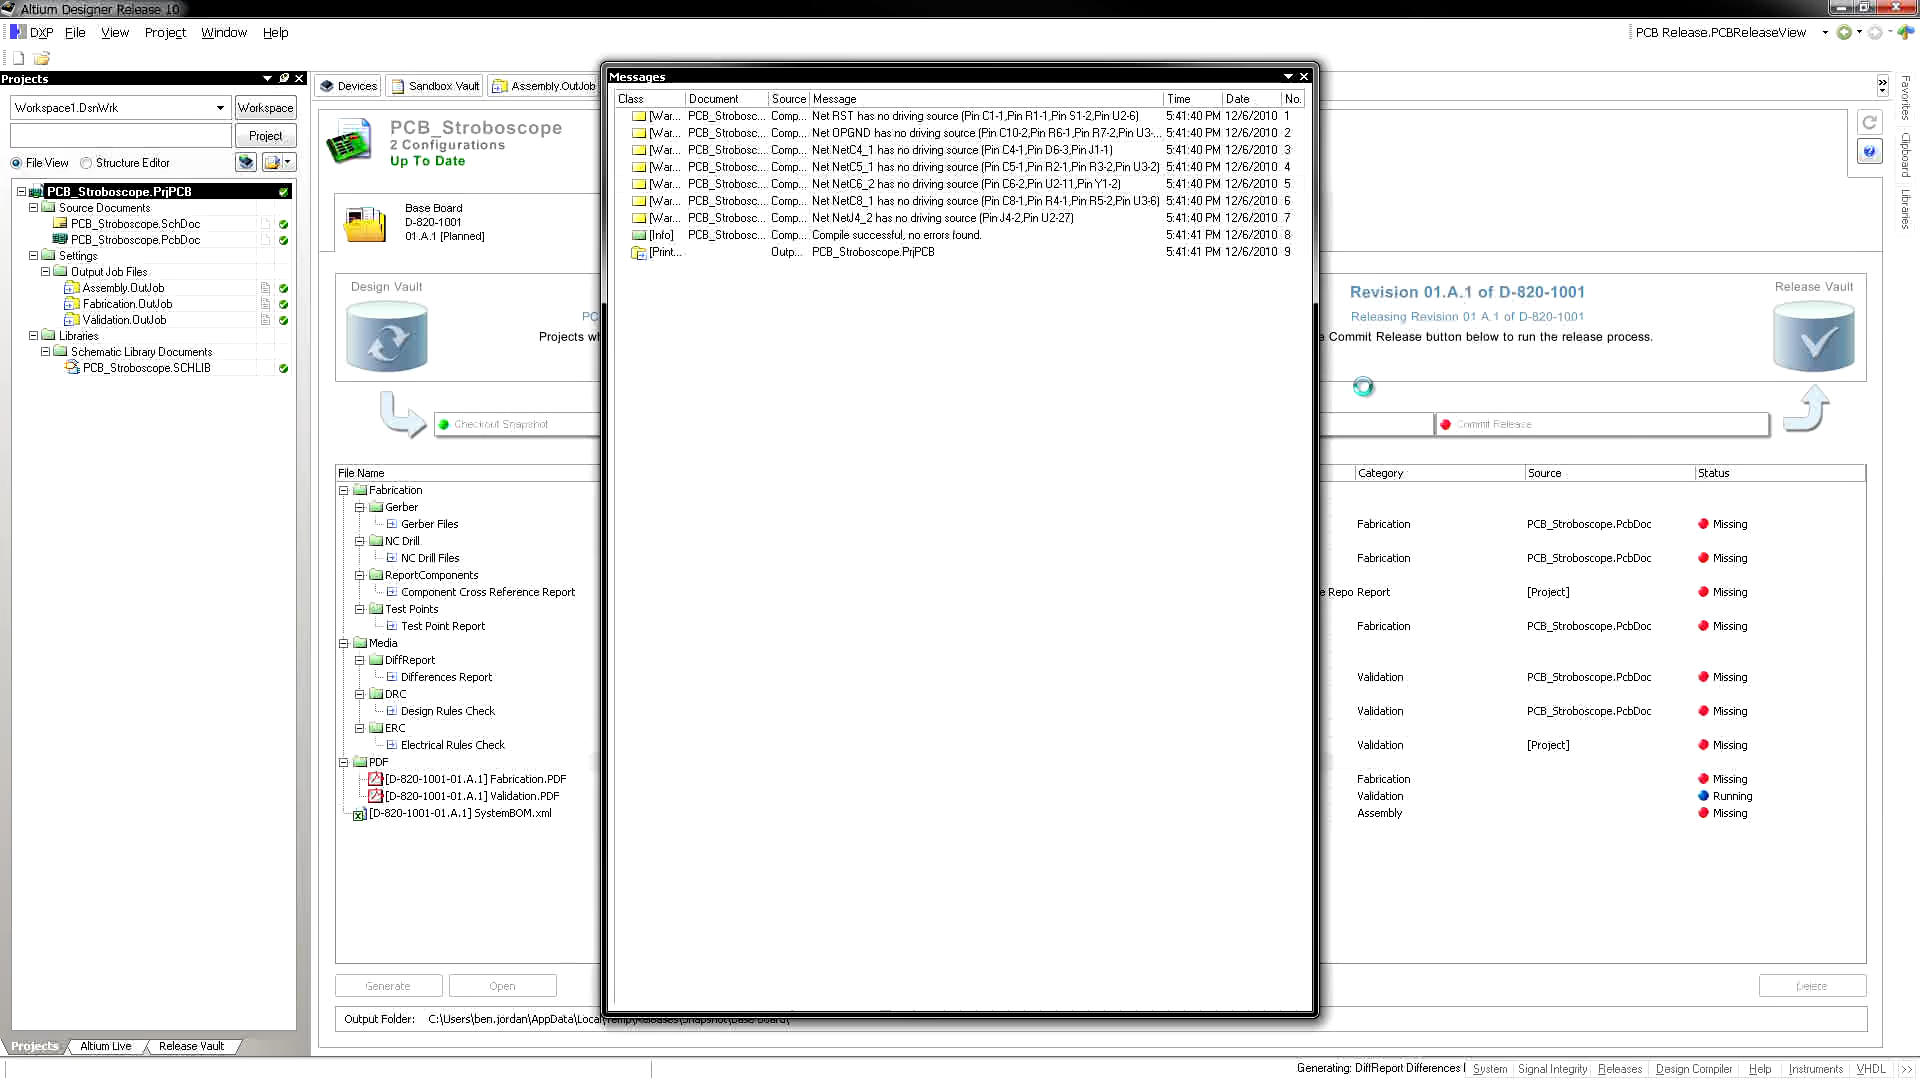 Altium Designer Release 10
DXP File View Project Window Help
PCB Release.PCBReleaseView
Projects
Workspace1.DsnWrk
Workspace
Project
File View Structure Editor
PCB_Stroboscope.PrjPCB
Source Documents
PCB_Stroboscope.SchDoc
PCB_Stroboscope.PcbDoc
Settings
Output Job Files
Assembly.OutJob
Fabrication.OutJob
Validation.OutJob
Libraries
Schematic Library Documents
PCB_Stroboscope.SCHLIB
Projects Altium Live Release Vault
Devices Sandbox Vault Assembly.OutJob
PCB_Stroboscope
2 Configurations
Up To Date
Base Board
D-820-1001
01.A.1 [Planned]
Design Vault
PC
Projects wh
Checkout Snapshot
Messages
Class Document Source Message Time Date No.
[War... PCB_Strobosc... Comp... Net RST has no driving source (Pin C1-1,Pin R1-1,Pin S1-2,Pin U2-6) 5:41:40 PM 12/6/2010 1
[War... PCB_Strobosc... Comp... Net OPGND has no driving source (Pin C10-2,Pin R6-1,Pin R7-2,Pin U3-... 5:41:40 PM 12/6/2010 2
[War... PCB_Strobosc... Comp... Net NetC4_1 has no driving source (Pin C4-1,Pin D6-3,Pin J1-1) 5:41:40 PM 12/6/2010 3
[War... PCB_Strobosc... Comp... Net NetC5_1 has no driving source (Pin C5-1,Pin R2-1,Pin R3-2,Pin U3-2) 5:41:40 PM 12/6/2010 4
[War... PCB_Strobosc... Comp... Net NetC6_2 has no driving source (Pin C6-2,Pin U2-11,Pin Y1-2) 5:41:40 PM 12/6/2010 5
[War... PCB_Strobosc... Comp... Net NetC8_1 has no driving source (Pin C8-1,Pin R4-1,Pin R5-2,Pin U3-6) 5:41:40 PM 12/6/2010 6
[War... PCB_Strobosc... Comp... Net NetJ4_2 has no driving source (Pin J4-2,Pin U2-27) 5:41:40 PM 12/6/2010 7
[Info] PCB_Strobosc... Comp... Compile successful, no errors found. 5:41:41 PM 12/6/2010 8
[Print... Outp... PCB_Stroboscope.PrjPCB 5:41:41 PM 12/6/2010 9
Revision 01.A.1 of D-820-1001
Releasing Revision 01.A.1 of D-820-1001
e Commit Release button below to run the release process.
Release Vault
Commit Release
File Name Category Source Status
Fabrication
Gerber
Gerber Files Fabrication PCB_Stroboscope.PcbDoc Missing
NC Drill
NC Drill Files Fabrication PCB_Stroboscope.PcbDoc Missing
ReportComponents
Component Cross Reference Report e Repo Report [Project] Missing
Test Points
Test Point Report Fabrication PCB_Stroboscope.PcbDoc Missing
Media
DiffReport
Differences Report Validation PCB_Stroboscope.PcbDoc Missing
DRC
Design Rules Check Validation PCB_Stroboscope.PcbDoc Missing
ERC
Electrical Rules Check Validation [Project] Missing
PDF
[D-820-1001-01.A.1] Fabrication.PDF Fabrication Missing
[D-820-1001-01.A.1] Validation.PDF Validation Running
[D-820-1001-01.A.1] SystemBOM.xml Assembly Missing
Generate Open Delete
Output Folder: C:\Users\ben.jordan\AppData\Local\Temp\Releases\Snapshot\Base Board\
Favorites
Clipboard
Libraries
Generating: DiffReport Differences System Signal Integrity Releases Design Compiler Help Instruments VHDL >>